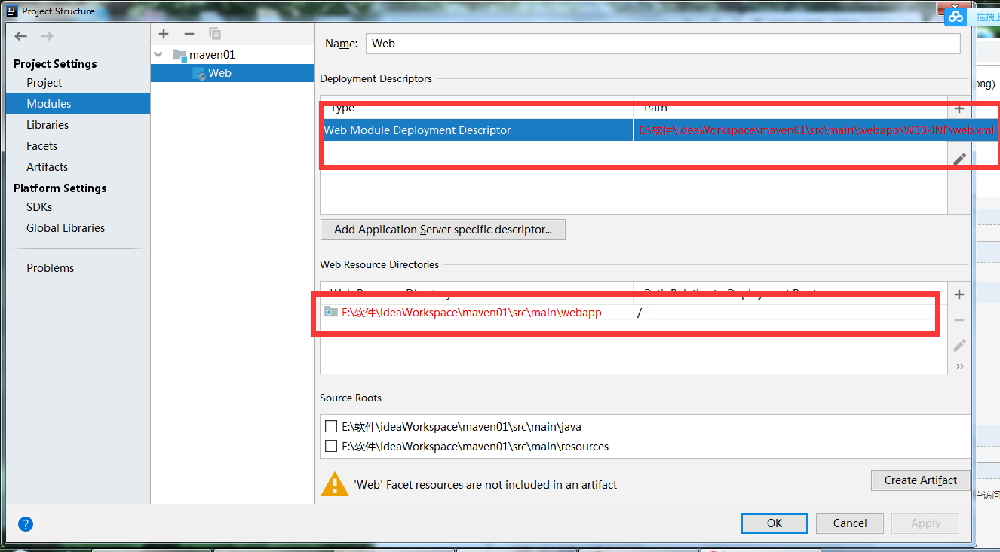 Project Structure
拖拽上
Project Settings
Project
Modules
Libraries
Facets
Artifacts
Platform Settings
SDKs
Global Libraries
Problems
maven01
Web
Name: Web
Deployment Descriptors
Type Path
Web Module Deployment Descriptor E:\软件\ideaWorkspace\maven01\src\main\webapp\WEB-INF\web.xml
Add Application Server specific descriptor...
Web Resource Directories
Web Resource Directory Path Relative to Deployment Root
E:\软件\ideaWorkspace\maven01\src\main\webapp /
Source Roots
E:\软件\ideaWorkspace\maven01\src\main\java
E:\软件\ideaWorkspace\maven01\src\main\resources
'Web' Facet resources are not included in an artifact
Create Artifact
OK Cancel Apply
ong)
户访问